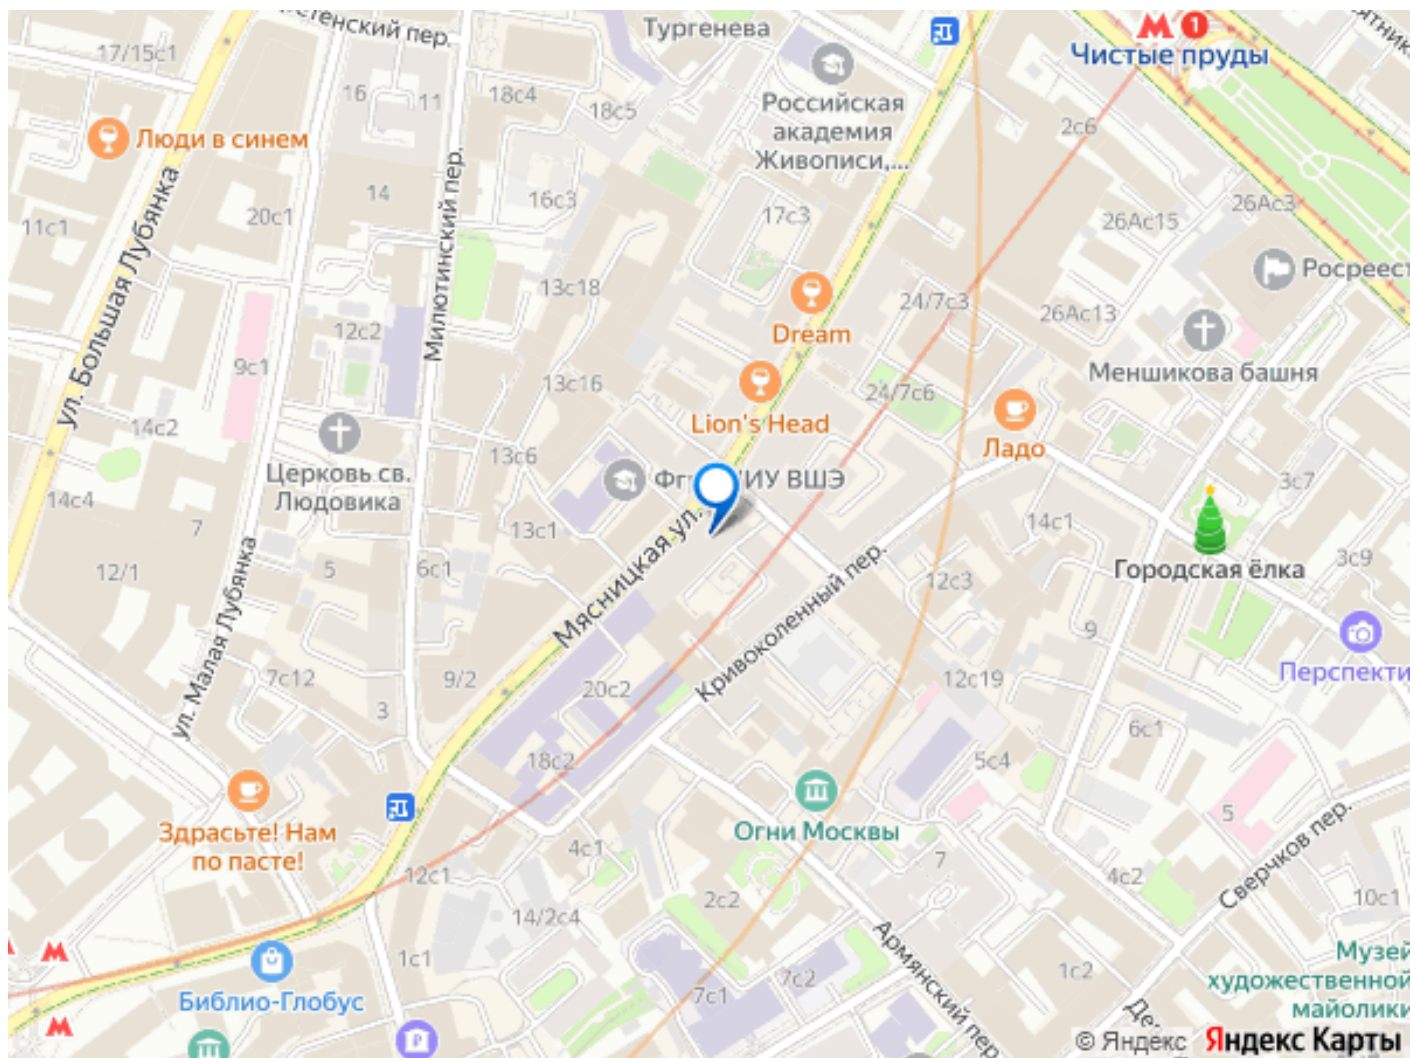 стенский пер.
Тургенева
Чистые пруды
1
17/15с1
16
11
18с4
18с5
Российская
академия
Живописи,...
2с6
Люди в синем
14
16с3
17с3
20с1
11с1
26Ас15
26Ас3
Милютинский пер.
ул. Большая Лубянка
13с18
Росреест
24/7с3
26Ас13
12с2
Dream
9с1
Меншикова башня
13с16
24/7с6
Lion's Head
Ладо
14с2
13с6
Церковь св.
Людовика
ИУ ВШЭ
3с7
14с4
7
13с1
14с1
Мясницкая ул.
Кривоколенный пер.
12/1
5
6с1
12с3
Городская ёлка
3с9
ул. Малая Лубянка
9
7с12
9/2
20с2
12с19
Перспекти
3
6с1
18с2
5с4
Огни Москвы
5
Здрасьте! Нам
по пасте!
4с1
7
12с1
4с2
Сверчков пер.
2с2
10с1
14/2с4
Армянский пер.
1с1
1с2
Музей
художественной
майолики
7с2
7с1
Библио-Глобус
Де
P
© Яндекс Яндекс Карты